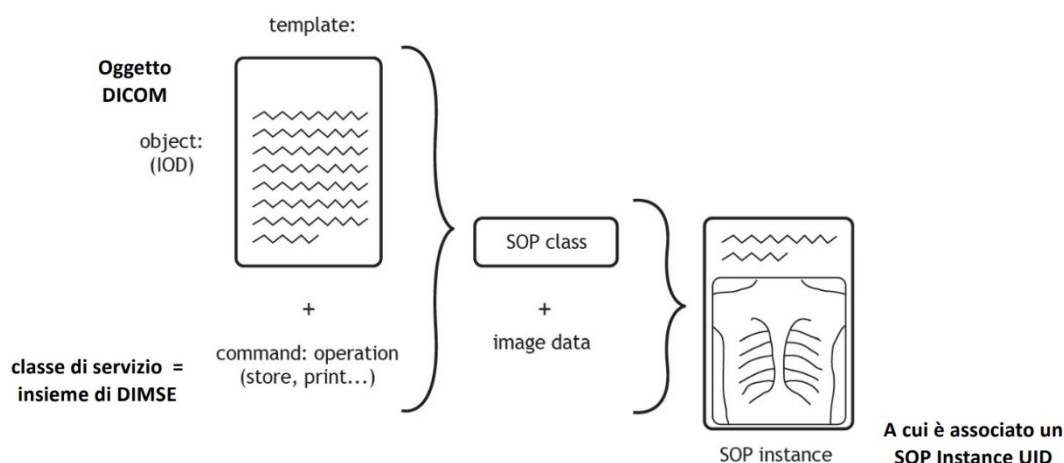 template:
Oggetto
DICOM
object:
(IOD)
SOP class
+
+
image data
command: operation
(store, print...)
classe di servizio =
insieme di DIMSE
SOP instance
A cui è associato un
SOP Instance UID